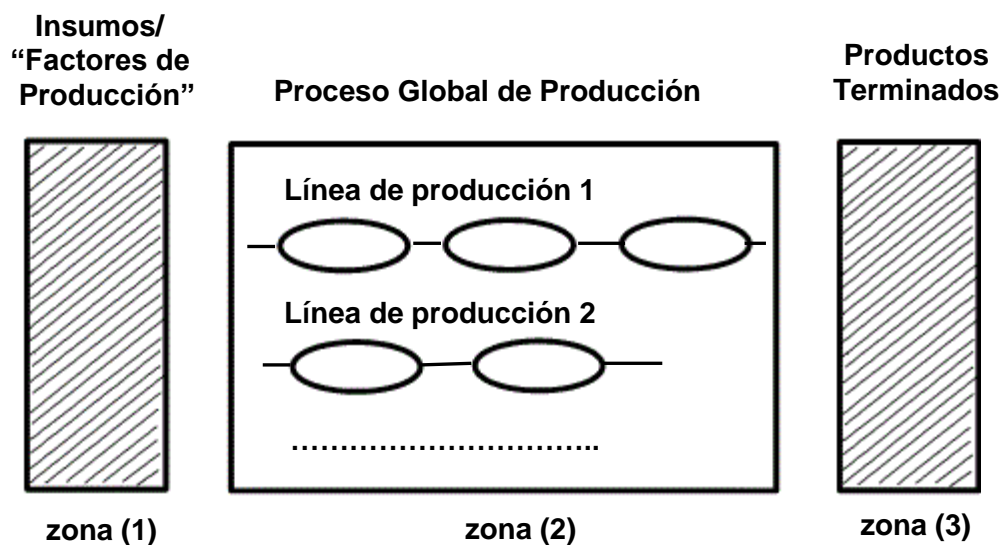 Insumos/
“Factores de
Producción”
Proceso Global de Producción
Productos
Terminados
Línea de producción 1
Línea de producción 2
…………………………..
zona (1)
zona (2)
zona (3)